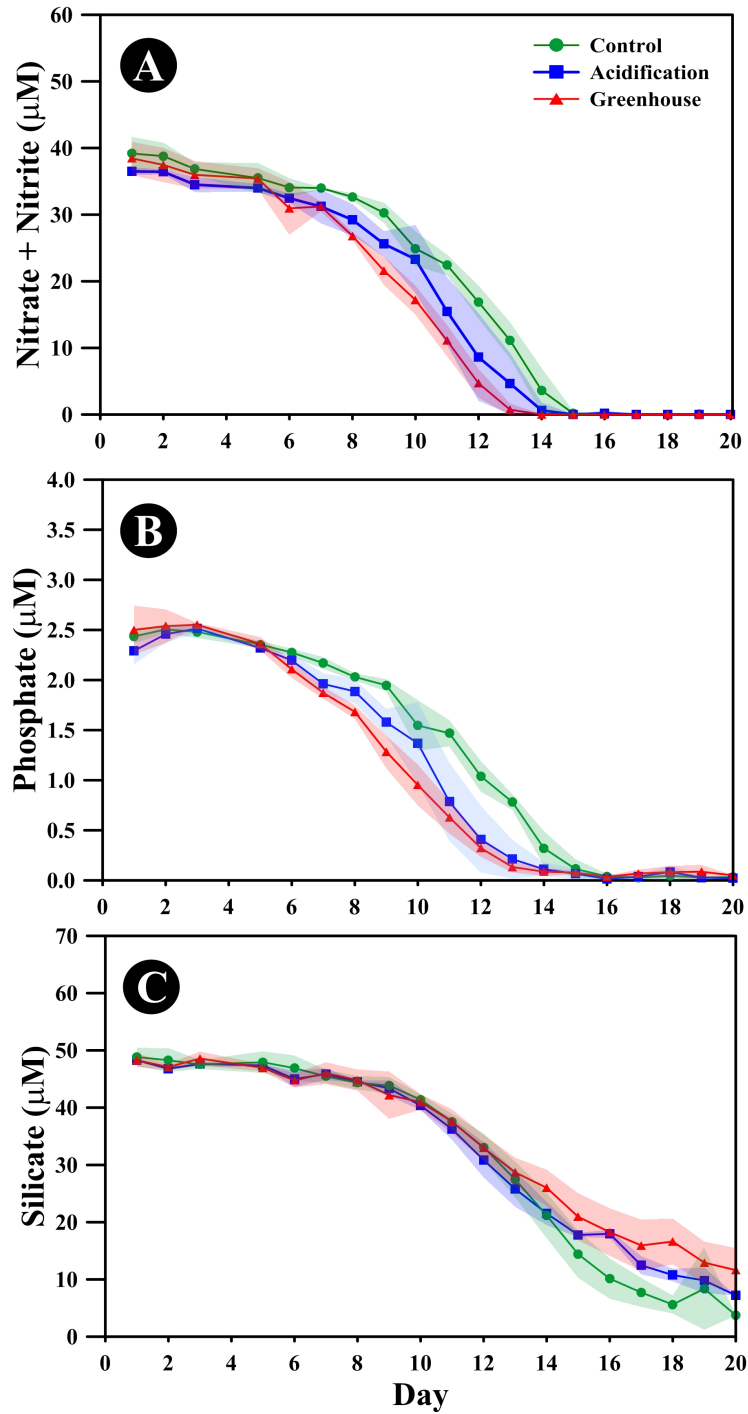 A
Control
Acidification
Greenhouse
Nitrate + Nitrite (μM)
60
50
40
30
20
10
0
0 2 4 6 8 10 12 14 16 18 20
B
Phosphate (μM)
4.0
3.5
3.0
2.5
2.0
1.5
1.0
0.5
0.0
0 2 4 6 8 10 12 14 16 18 20
C
Silicate (μM)
70
60
50
40
30
20
10
0
0 2 4 6 8 10 12 14 16 18 20
Day